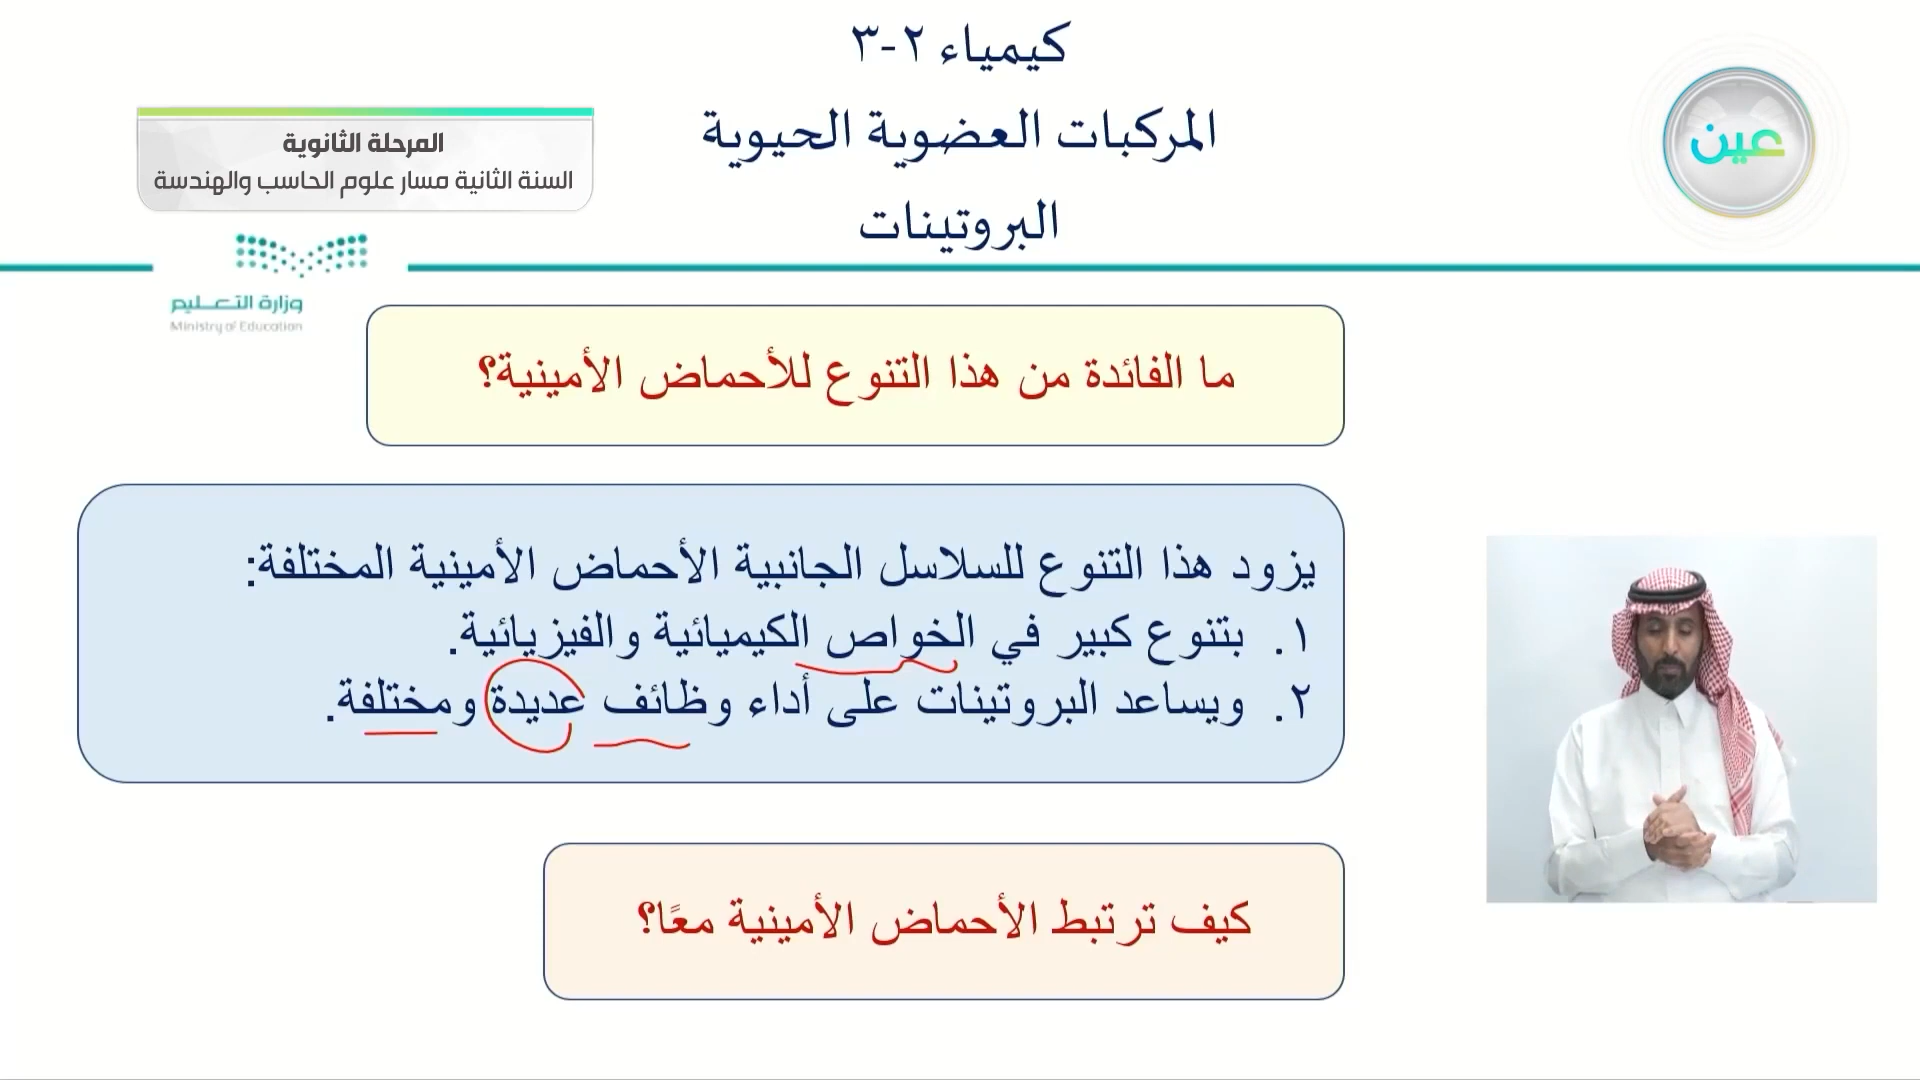 كيمياء ٢-٣
المركبات العضوية الحيوية
البروتينات
عين
المرحلة الثانوية
السنة الثانية مسار علوم الحاسب والهندسة
وزارة التعليم
Ministry of Education
ما الفائدة من هذا التنوع للأحماض الأمينية؟
يزود هذا التنوع للسلاسل الجانبية الأحماض الأمينية المختلفة:
١. بتنوع كبير في الخواص الكيميائية والفيزيائية.
٢. ويساعد البروتينات على أداء وظائف عديدة ومختلفة.
كيف ترتبط الأحماض الأمينية معًا؟